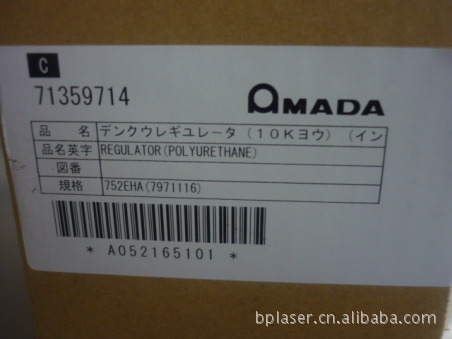 C
71359714
AMADA
品 名 デンクウレギユレータ (10Kヨウ) (イン
品名英字 REGULATOR(POLYURETHANE)
図番
規格 752EHA(7971116)
* A052165101 *
bplaser.cn.alibaba.com